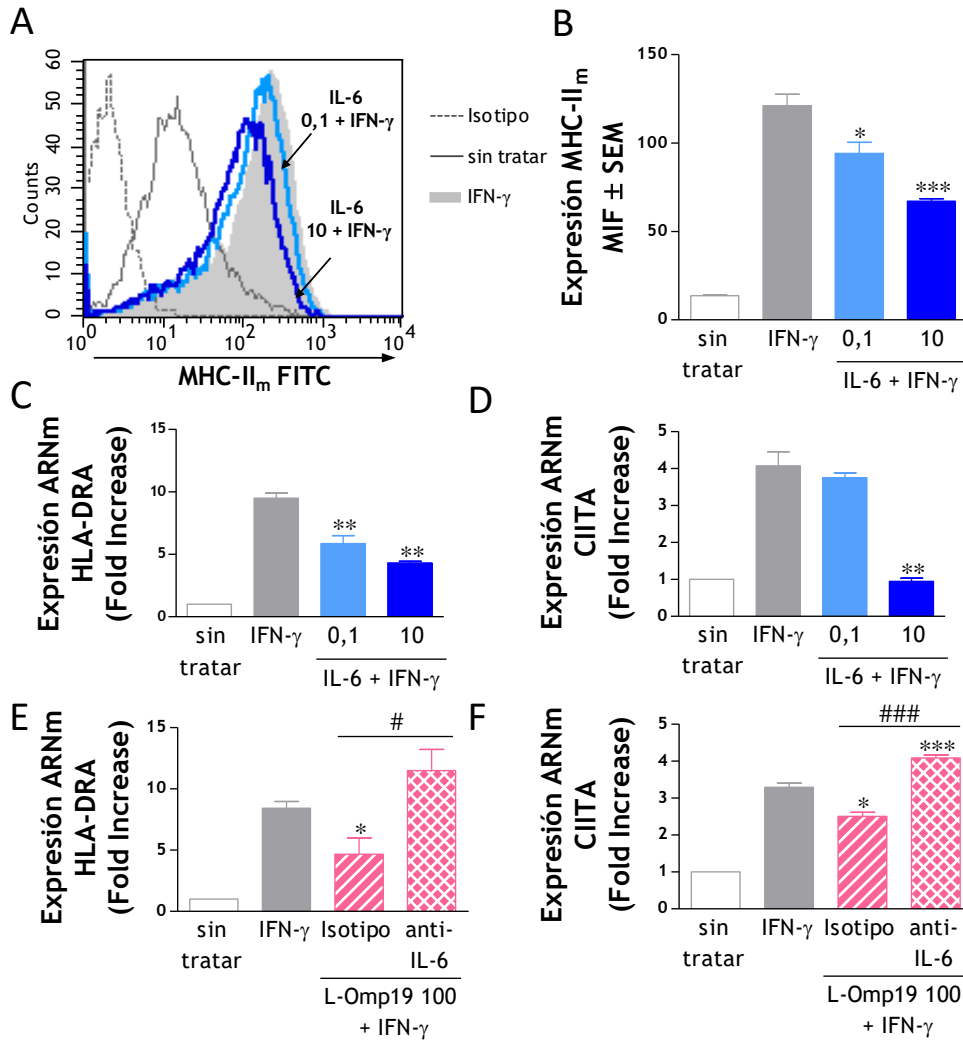 A
60
50
40
30
20
10
0
Counts
10^0
10^1
10^2
10^3
10^4
MHC-II_m FITC
IL-6
0,1 + IFN-γ
IL-6
10 + IFN-γ
Isotipo
sin tratar
IFN-γ
B
Expresión MHC-II_m
MIF ± SEM
150
100
50
0
*
***
sin
tratar
IFN-γ
0,1
10
IL-6 + IFN-γ
C
Expresión ARNm
HLA-DRA
(Fold Increase)
15
10
5
0
**
**
sin
tratar
IFN-γ
0,1
10
IL-6 + IFN-γ
D
Expresión ARNm
CIITA
(Fold Increase)
5
4
3
2
1
0
**
sin
tratar
IFN-γ
0,1
10
IL-6 + IFN-γ
E
Expresión ARNm
HLA-DRA
(Fold Increase)
15
10
5
0
#
*
sin
tratar
IFN-γ
Isotipo
anti-
IL-6
L-Omp19 100
+ IFN-γ
F
Expresión ARNm
CIITA
(Fold Increase)
5
4
3
2
1
0
###
*
***
sin
tratar
IFN-γ
Isotipo
anti-
IL-6
L-Omp19 100
+ IFN-γ